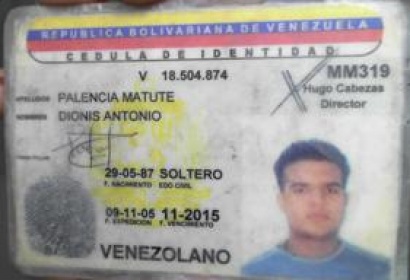 REPUBLICA BOLIVARIANA DE VENEZUELA
CEDULA DE IDENTIDAD
V 18.504.874
MM319
Hugo Cabezas
Director
APELLIDOS PALENCIA MATUTE
NOMBRES DIONIS ANTONIO
29-05-87 SOLTERO
F. NACIMIENTO EDO CIVIL
09-11-05 11-2015
F. EXPEDICION F. VENCIMIENTO
VENEZOLANO